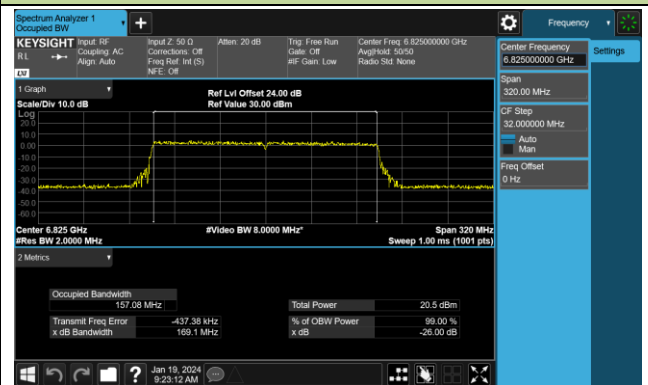 Spectrum Analyzer 1
Occupied BW
Frequency
KEYSIGHT
R L
LXI
Input: RF
Coupling: AC
Align: Auto
Input Z: 50 Ω
Corrections: Off
Freq Ref: Int (S)
NFE: Off
Atten: 20 dB
Trig: Free Run
Gate: Off
#IF Gain: Low
Center Freq: 6.825000000 GHz
Avg|Hold: 50/50
Radio Std: None
Center Frequency
6.825000000 GHz
Settings
Span
320.00 MHz
CF Step
32.000000 MHz
Auto
Man
Freq Offset
0 Hz
1 Graph
Scale/Div 10.0 dB
Ref Lvl Offset 24.00 dB
Ref Value 30.00 dBm
Log
20.0
10.0
0.00
-10.0
-20.0
-30.0
-40.0
-50.0
-60.0
Center 6.825 GHz
#Res BW 2.0000 MHz
#Video BW 8.0000 MHz*
Span 320 MHz
Sweep 1.00 ms (1001 pts)
2 Metrics
Occupied Bandwidth
157.08 MHz
Total Power 20.5 dBm
Transmit Freq Error -437.38 kHz
% of OBW Power 99.00 %
x dB Bandwidth 169.1 MHz
x dB -26.00 dB
?
Jan 19, 2024
9:23:12 AM